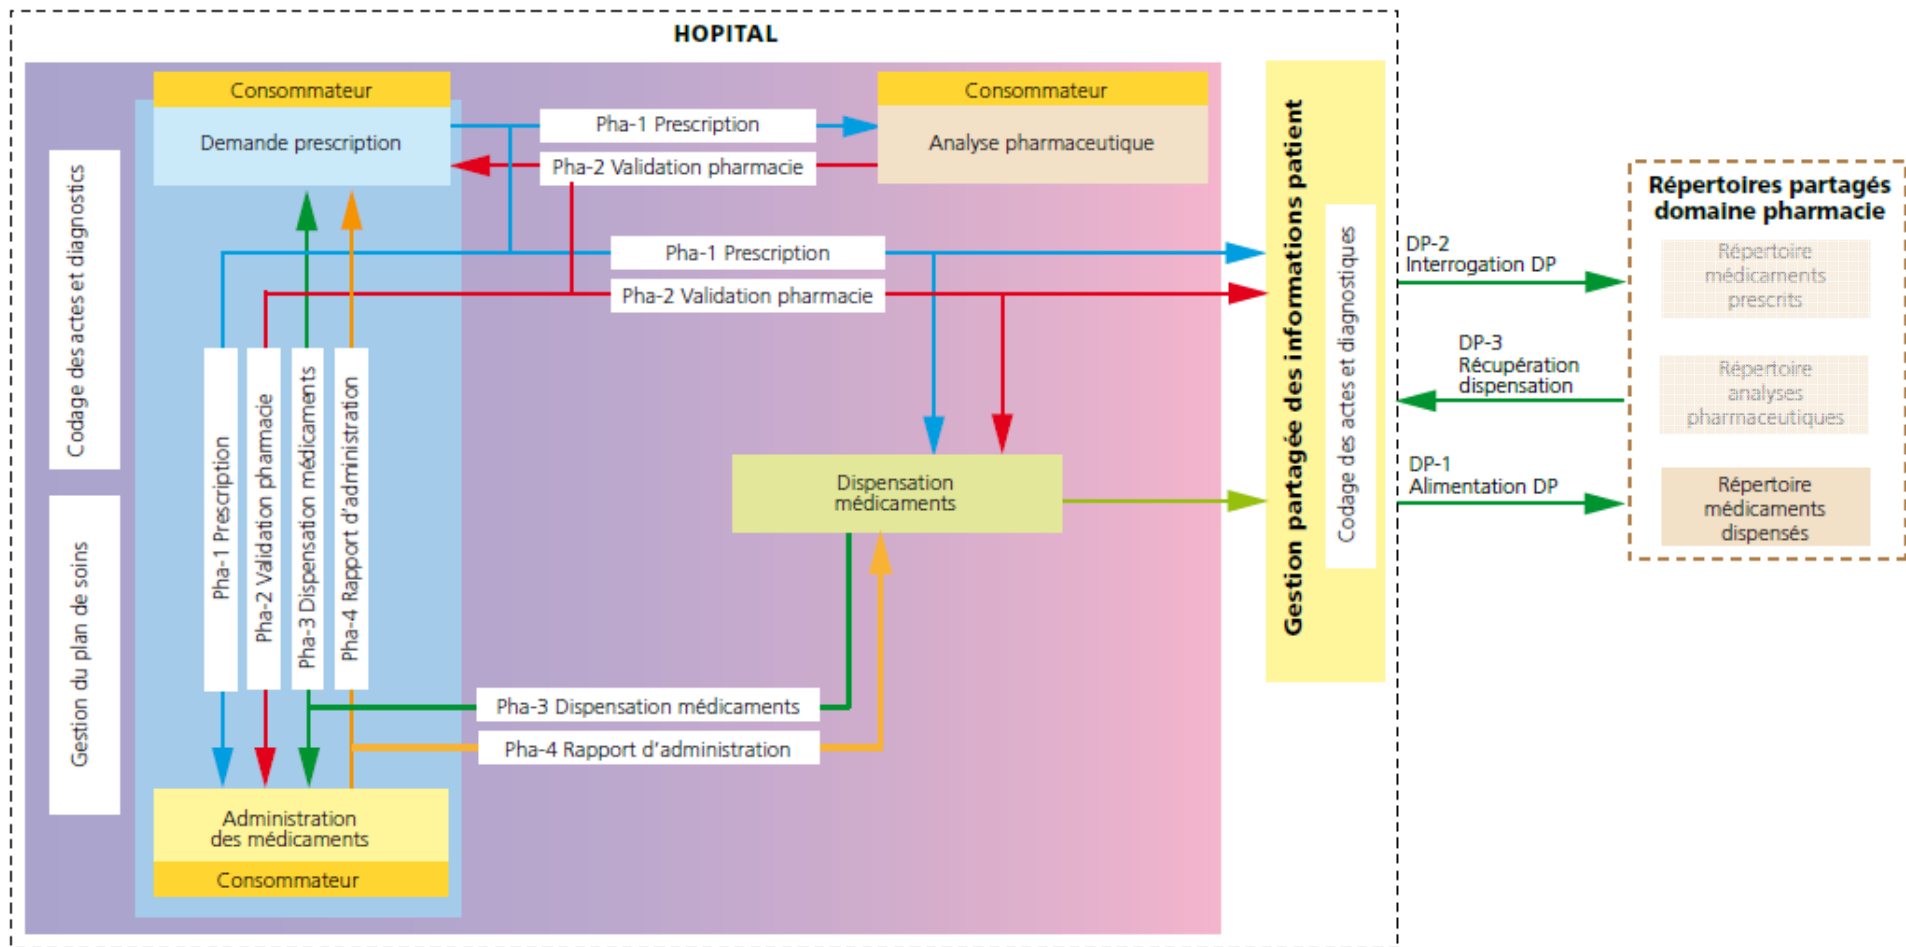 HOPITAL
Consommateur
Demande prescription
Consommateur
Analyse pharmaceutique
Pha-1 Prescription
Pha-2 Validation pharmacie
Pha-1 Prescription
Pha-2 Validation pharmacie
Codage des actes et diagnostics
Gestion du plan de soins
Pha-1 Prescription
Pha-2 Validation pharmacie
Pha-3 Dispensation médicaments
Pha-4 Rapport d'administration
Dispensation
médicaments
Pha-3 Dispensation médicaments
Pha-4 Rapport d'administration
Administration
des médicaments
Consommateur
Gestion partagée des informations patient
Codage des actes et diagnostiques
DP-2
Interrogation DP
DP-3
Récupération
dispensation
DP-1
Alimentation DP
Répertoires partagés
domaine pharmacie
Répertoire
médicaments
prescrits
Répertoire
analyses
pharmaceutiques
Répertoire
médicaments
dispensés